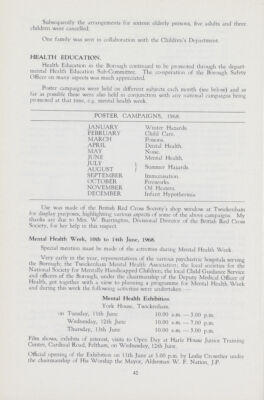 Subsequently the arrangements for sixteen elderly persons, five adults and three
children were cancelled.
One family was seen in collaboration with the Children's Department.
HEALTH EDUCATION.
Health Education in the Borough continued to be promoted through the depart-
mental Health Education Sub-Committee. The co-operation of the Borough Safety
Officer on many aspects was much appreciated.
Poster campaigns were held on different subjects each month (see below) and as
far as possible these were also held in conjunction with any national campaigns being
promoted at that time, e.g. mental health week.
POSTER CAMPAIGNS, 1968.
JANUARY Winter Hazards.
FEBRUARY Child Care.
MARCH Poisons.
APRIL Dental Health.
MAY Noise.
JUNE Mental Health.
JULY
AUGUST } Summer Hazards.
SEPTEMBER Immunisation.
OCTOBER Fireworks.
NOVEMBER Oil Heaters.
DECEMBER Infant Hypothermia.
Use was made of the British Red Cross Society's shop window at Twickenham
for display purposes, highlighting various aspects of some of the above campaigns. My
thanks are due to Mrs. W. Barrington, Divisional Director of the British Red Cross
Society, for her help in this respect.
Mental Health Week, 10th to 14th June, 1968.
Special mention must be made of the activities during Mental Health Week.
Very early in the year, representatives of the various psychiatric hospitals serving
the Borough; the Twickenham Mental Health Association; the local societies for the
National Society for Mentally Handicapped Children; the local Child Guidance Service
and officers of the Borough, under the chairmanship of the Deputy Medical Officer of
Health, got together with a view to planning a programme for Mental Health Week
and during this week the following activities were undertaken:—
Mental Health Exhibition
York House, Twickenham,
on Tuesday, 11th June 10.00 a.m.—5.00 p.m.
Wednesday, 12th June 10.00 a.m.—7.00 p.m.
Thursday, 13th June 10.00 a.m.—5.00 p.m.
Film shows, exhibits of interest, visits to Open Day at Marie House Junior Training
Centre, Cardinal Road, Feltham, on Wednesday, 12th June.
Official opening of the Exhibition on 11th June at 3.00 p.m. by Leslie Crowther under
the chairmanship of His Worship the Mayor, Alderman W. F. Nation, J.P.
42